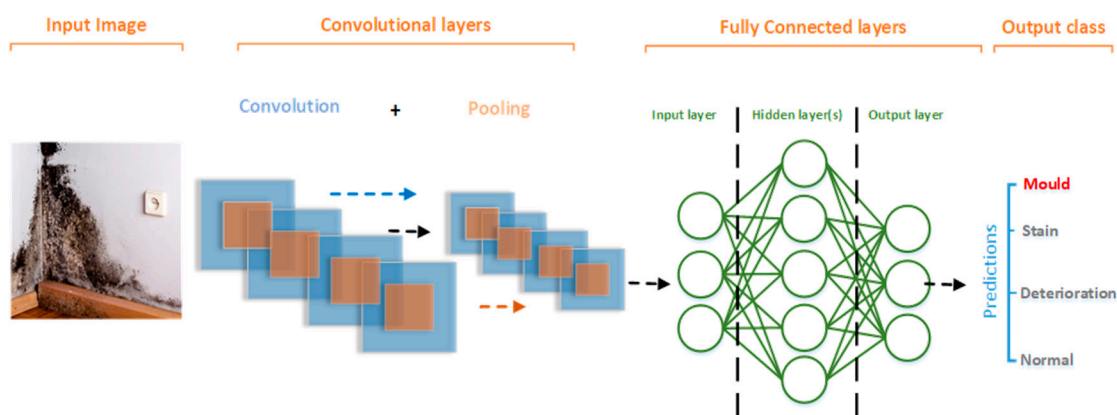 Input Image
Convolutional layers
Fully Connected layers
Output class
Convolution
+
Pooling
Input layer
Hidden layer(s)
Output layer
Predictions
Mould
Stain
Deterioration
Normal